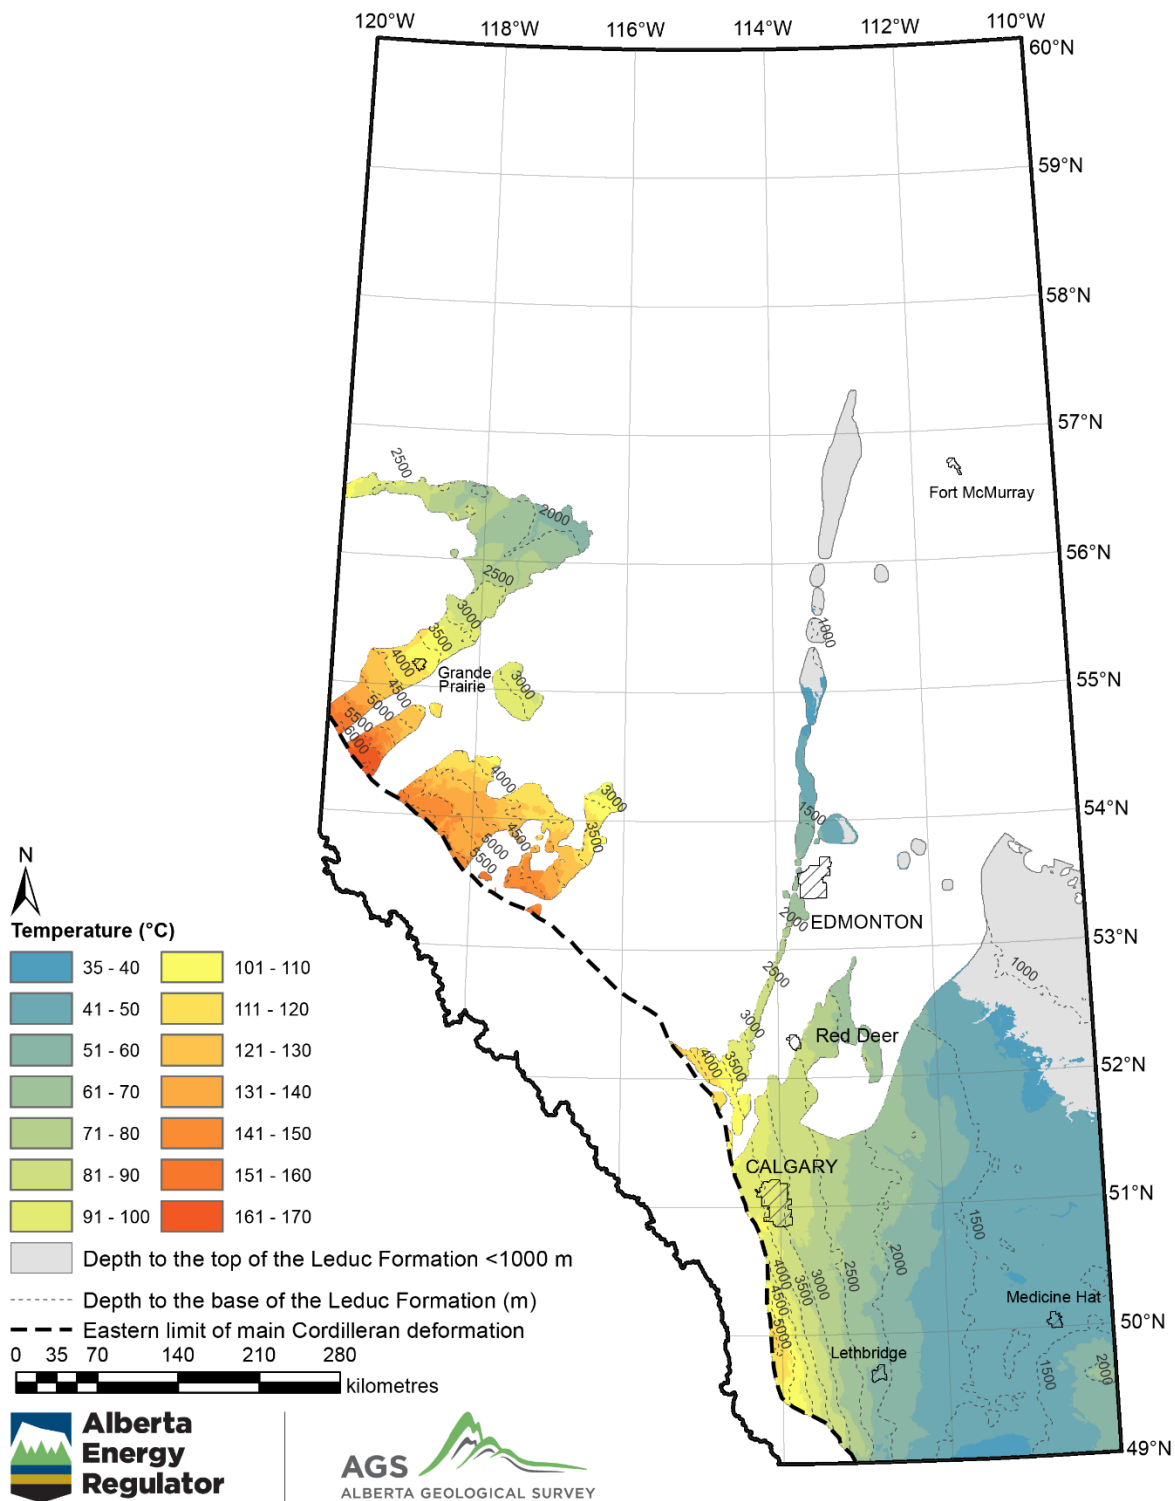 120°W 118°W 116°W 114°W 112°W 110°W
60°N
59°N
58°N
57°N
2500
Fort McMurray
2000
56°N
2500
3000
1000
3500
4000
Grande
Prairie
3000
55°N
4500
5000
5500
6000
4000
3000
54°N
1500
4500
3500
5000
5500
N
2000
EDMONTON
Temperature (°C)
53°N
35 - 40 101 - 110
1000
2500
41 - 50 111 - 120
3000
Red Deer
51 - 60 121 - 130
4000
3500
52°N
61 - 70 131 - 140
71 - 80 141 - 150
81 - 90 151 - 160
CALGARY
51°N
91 - 100 161 - 170
1500
Depth to the top of the Leduc Formation <1000 m
4000
3500
3000
2500
2000
Depth to the base of the Leduc Formation (m)
4500
Medicine Hat
Eastern limit of main Cordilleran deformation
5000
50°N
0 35 70 140 210 280
kilometres
Lethbridge
1500
2000
49°N
Alberta
Energy
Regulator
AGS
ALBERTA GEOLOGICAL SURVEY